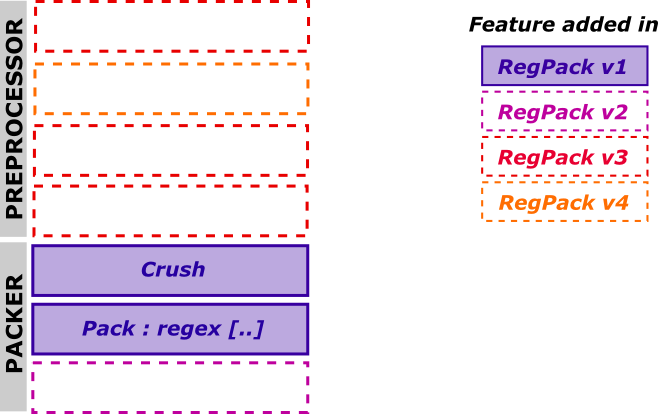 PREPROCESSOR
PACKER
Crush
Pack : regex [..]
Feature added in
RegPack v1
RegPack v2
RegPack v3
RegPack v4